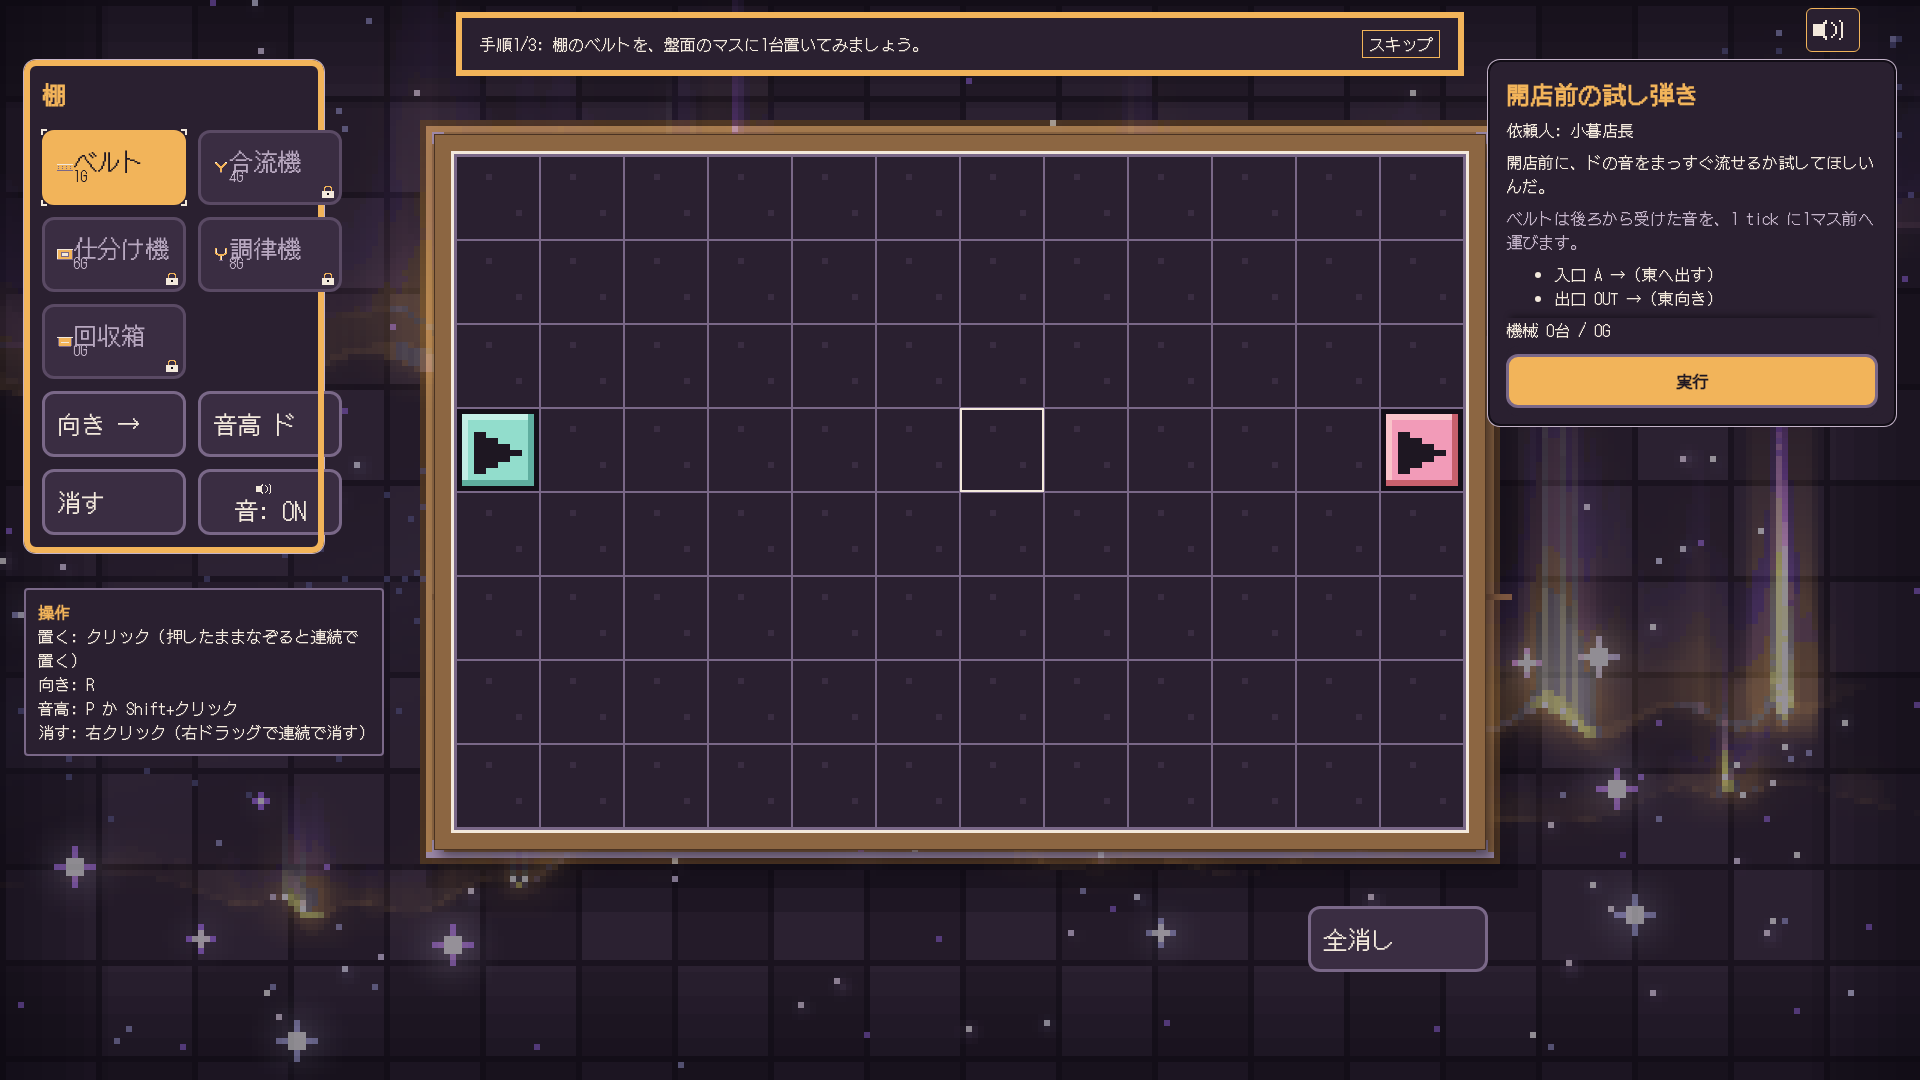 手順1/3: 棚のベルトを、盤面のマスに1台置いてみましょう。
スキップ
棚
ベルト
1G
合流機
4G
仕分け機
6G
調律機
8G
回収箱
0G
向き →
音高 ド
消す
音: ON
操作
置く: クリック (押したままなぞると連続で
置く)
向き: R
音高: P か Shift+クリック
消す: 右クリック (右ドラッグで連続で消す)
開店前の試し弾き
依頼人: 小暮店長
開店前に、ドの音をまっすぐ流せるか試してほしい
んだ。
ベルトは後ろから受けた音を、1 tick に1マス前へ
運びます。
• 入口 A → (東へ出す)
• 出口 OUT → (東向き)
機械 0台 / 0G
実行
全消し